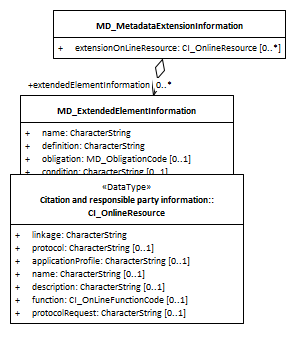 MD_MetadataExtensionInformation
+ extensionOnLineResource: CI_OnlineResource [0..*]
+extendedElementInformation 0..*
MD_ExtendedElementInformation
+ name: CharacterString
+ definition: CharacterString
+ obligation: MD_ObligationCode [0..1]
+ condition: CharacterString [0..1]
«DataType»
Citation and responsible party information::
CI_OnlineResource
+ linkage: CharacterString
+ protocol: CharacterString [0..1]
+ applicationProfile: CharacterString [0..1]
+ name: CharacterString [0..1]
+ description: CharacterString [0..1]
+ function: CI_OnLineFunctionCode [0..1]
+ protocolRequest: CharacterString [0..1]